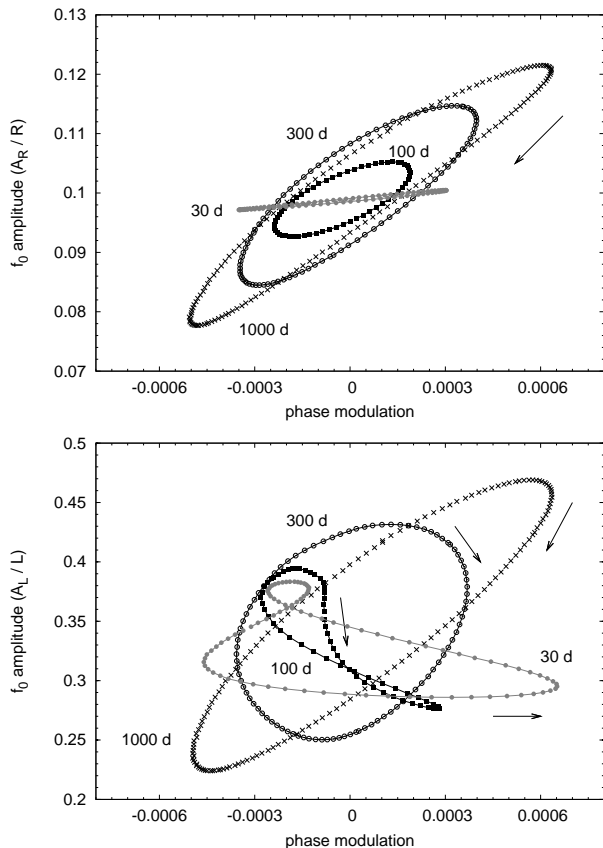 0.13
0.12
0.11
0.1
0.09
0.08
0.07
f0 amplitude (AR / R)
300 d
100 d
30 d
1000 d
-0.0006 -0.0003 0 0.0003 0.0006
phase modulation
0.5
0.45
0.4
0.35
0.3
0.25
0.2
f0 amplitude (AL / L)
300 d
100 d
30 d
1000 d
-0.0006 -0.0003 0 0.0003 0.0006
phase modulation